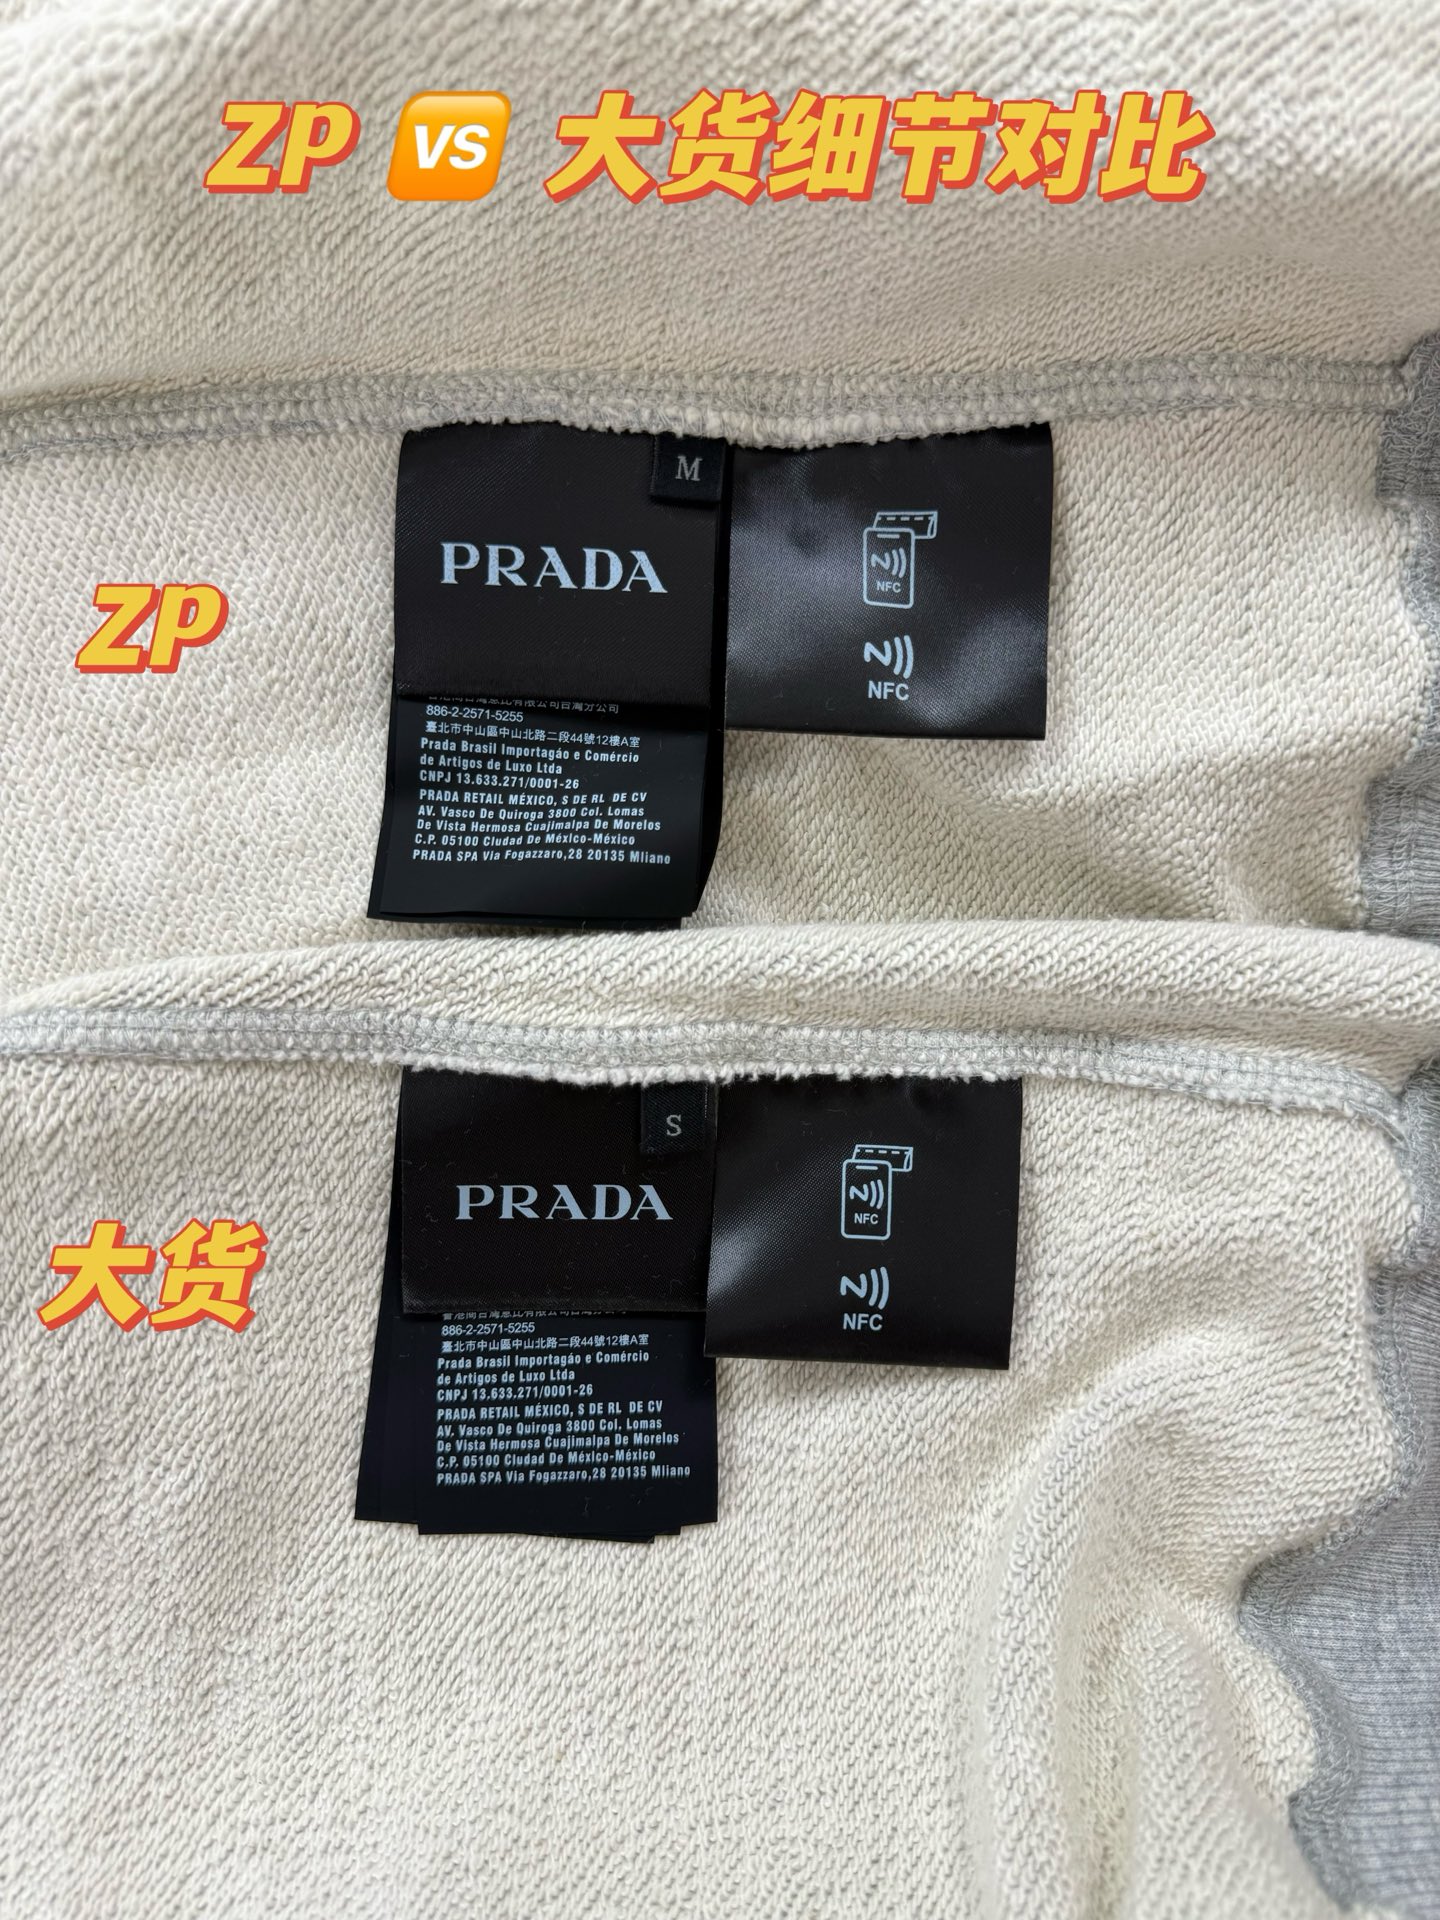 ZP VS 大货细节对比
M
PRADA
NFC
NFC
ZP
886-2-2571-5255
臺北市中山區中山北路二段44號12樓A室
Prada Brasil Importagáo e Comércio
de Artigos de Luxo Ltda
CNPJ 13.633.271/0001-26
PRADA RETAIL MÉXICO, S DE RL DE CV
AV. Vasco De Quiroga 3800 Col. Lomas
De Vista Hermosa Cuajimalpa De Morelos
C.P. 05100 Ciudad De México-México
PRADA SPA Via Fogazzaro,28 20135 Mliano
S
PRADA
NFC
NFC
大货
886-2-2571-5255
臺北市中山區中山北路二段44號12樓A室
Prada Brasil Importagáo e Comércio
de Artigos de Luxo Ltda
CNPJ 13.633.271/0001-26
PRADA RETAIL MÉXICO, S DE RL DE CV
AV. Vasco De Quiroga 3800 Col. Lomas
De Vista Hermosa Cuajimalpa De Morelos
C.P. 05100 Cludad De México-México
PRADA SPA Via Fogazzaro,28 20135 Mliano